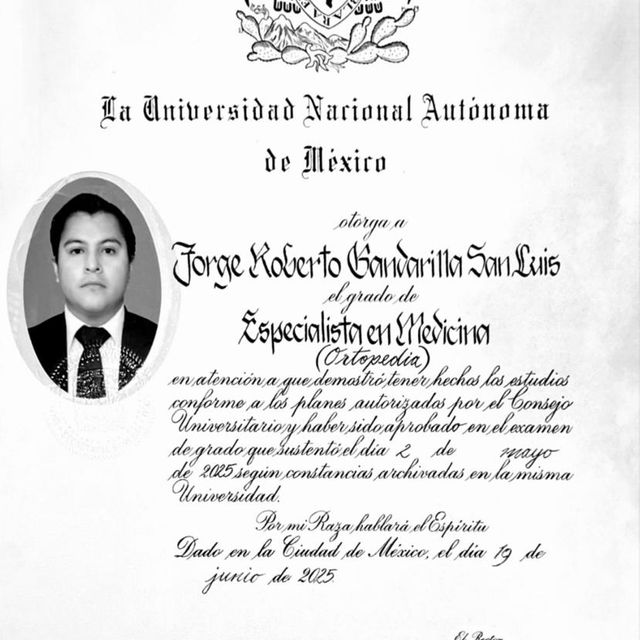 La Universidad Nacional Autónoma
de México
otorga a
Jorge Roberto Gandarilla San Luis
el grado de
Especialista en Medicina
(Ortopedia)
en atención a que demostró tener hechos los estudios
conforme a los planes autorizados por el Consejo
Universitario y haber sido aprobado en el examen
de grado que sustentó el día 2 de mayo
de 2025 según constancias archivadas en la misma
Universidad.
Por mi Raza hablará el Espíritu
Dado en la Ciudad de México, el día 19 de
junio de 2025.
El Rector